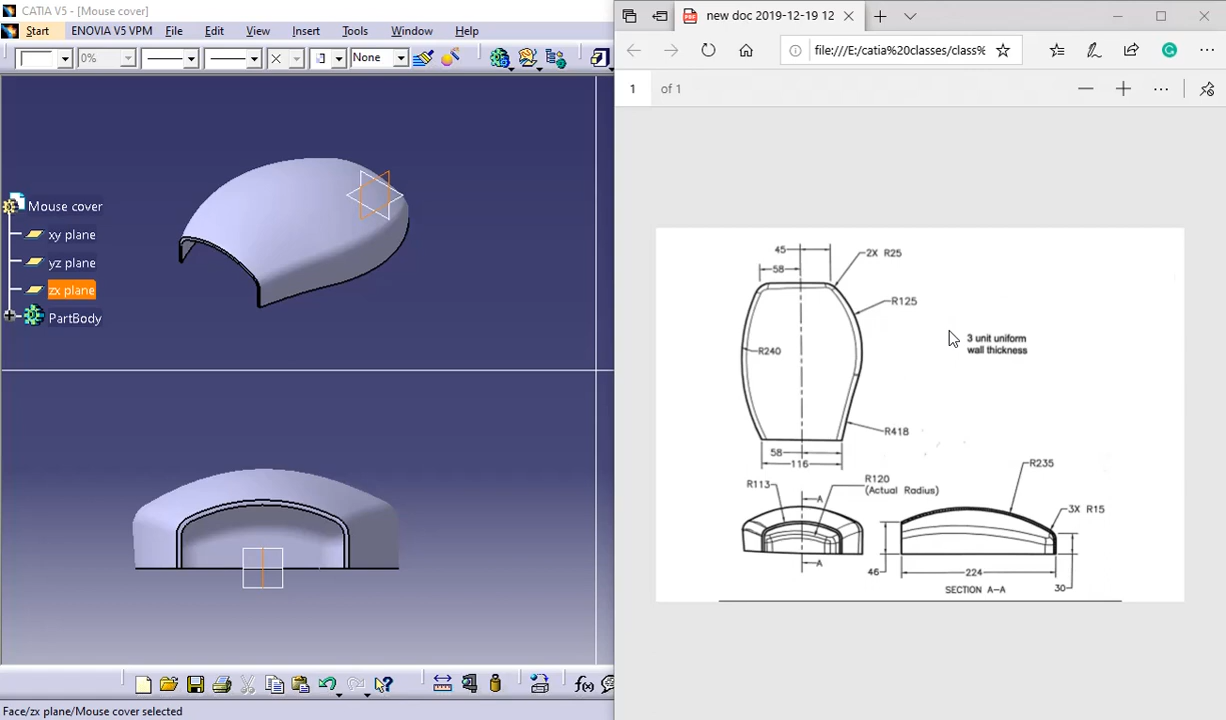 CATIA V5 - [Mouse cover]
Start ENOVIA V5 VPM File Edit View Insert Tools Window Help
0% None
Mouse cover
xy plane
yz plane
zx plane
PartBody
f(x)
Face/zx plane/Mouse cover selected
new doc 2019-12-19 12
PDF
file:///E:/catia%20classes/class%
1 of 1
45
2X R25
58
R125
3 unit uniform
wall thickness
R240
R418
58
116
R235
R113
A
R120
(Actual Radius)
3X R15
A
46
224
30
SECTION A-A